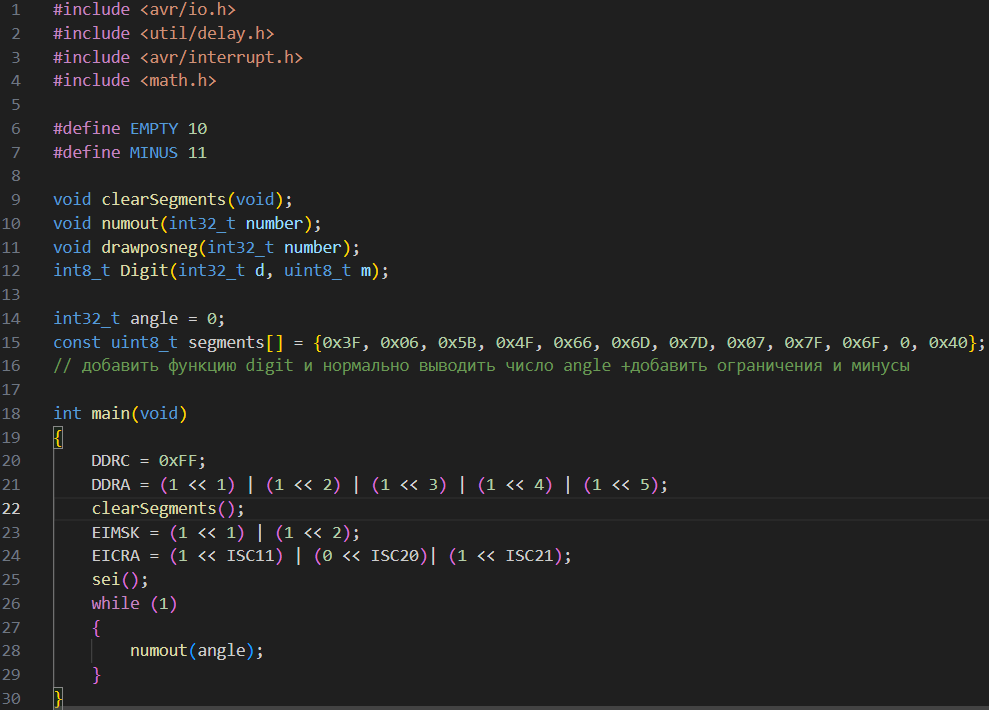 1 #include <avr/io.h>
2 #include <util/delay.h>
3 #include <avr/interrupt.h>
4 #include <math.h>
5
6 #define EMPTY 10
7 #define MINUS 11
8
9 void clearSegments(void);
10 void numout(int32_t number);
11 void drawposneg(int32_t number);
12 int8_t Digit(int32_t d, uint8_t m);
13
14 int32_t angle = 0;
15 const uint8_t segments[] = {0x3F, 0x06, 0x5B, 0x4F, 0x66, 0x6D, 0x7D, 0x07, 0x7F, 0x6F, 0, 0x40};
16 // добавить функцию digit и нормально выводить число angle +добавить ограничения и минусы
17
18 int main(void)
19 {
20     DDRC = 0xFF;
21     DDRA = (1 << 1) | (1 << 2) | (1 << 3) | (1 << 4) | (1 << 5);
22     clearSegments();
23     EIMSK = (1 << 1) | (1 << 2);
24     EICRA = (1 << ISC11) | (0 << ISC20)| (1 << ISC21);
25     sei();
26     while (1)
27     {
28         numout(angle);
29     }
30 }